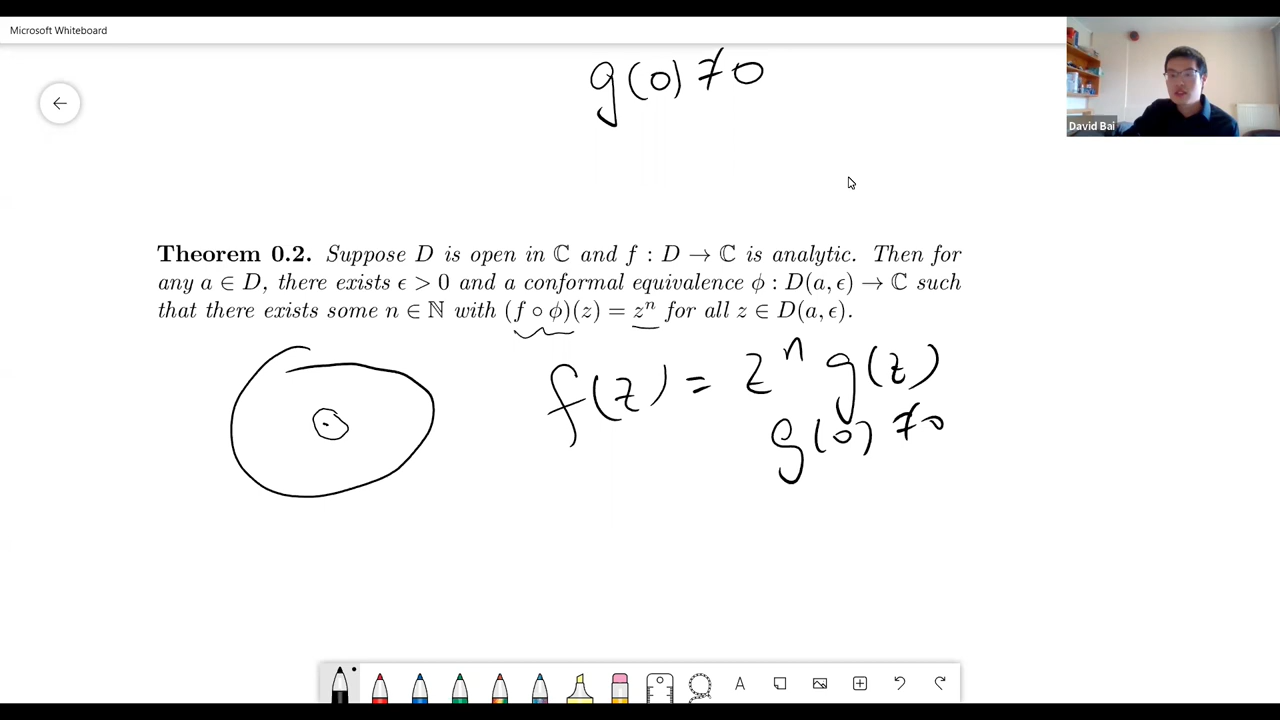 Microsoft Whiteboard
g(0) ≠ 0
David Bai
Theorem 0.2. Suppose D is open in ℂ and f : D → ℂ is analytic. Then for
any a ∈ D, there exists ϵ > 0 and a conformal equivalence ϕ : D(a, ϵ) → ℂ such
that there exists some n ∈ ℕ with (f ∘ ϕ)(z) = zⁿ for all z ∈ D(a, ϵ).
f(z) = zⁿ g(z)
g(0) ≠ 0
A